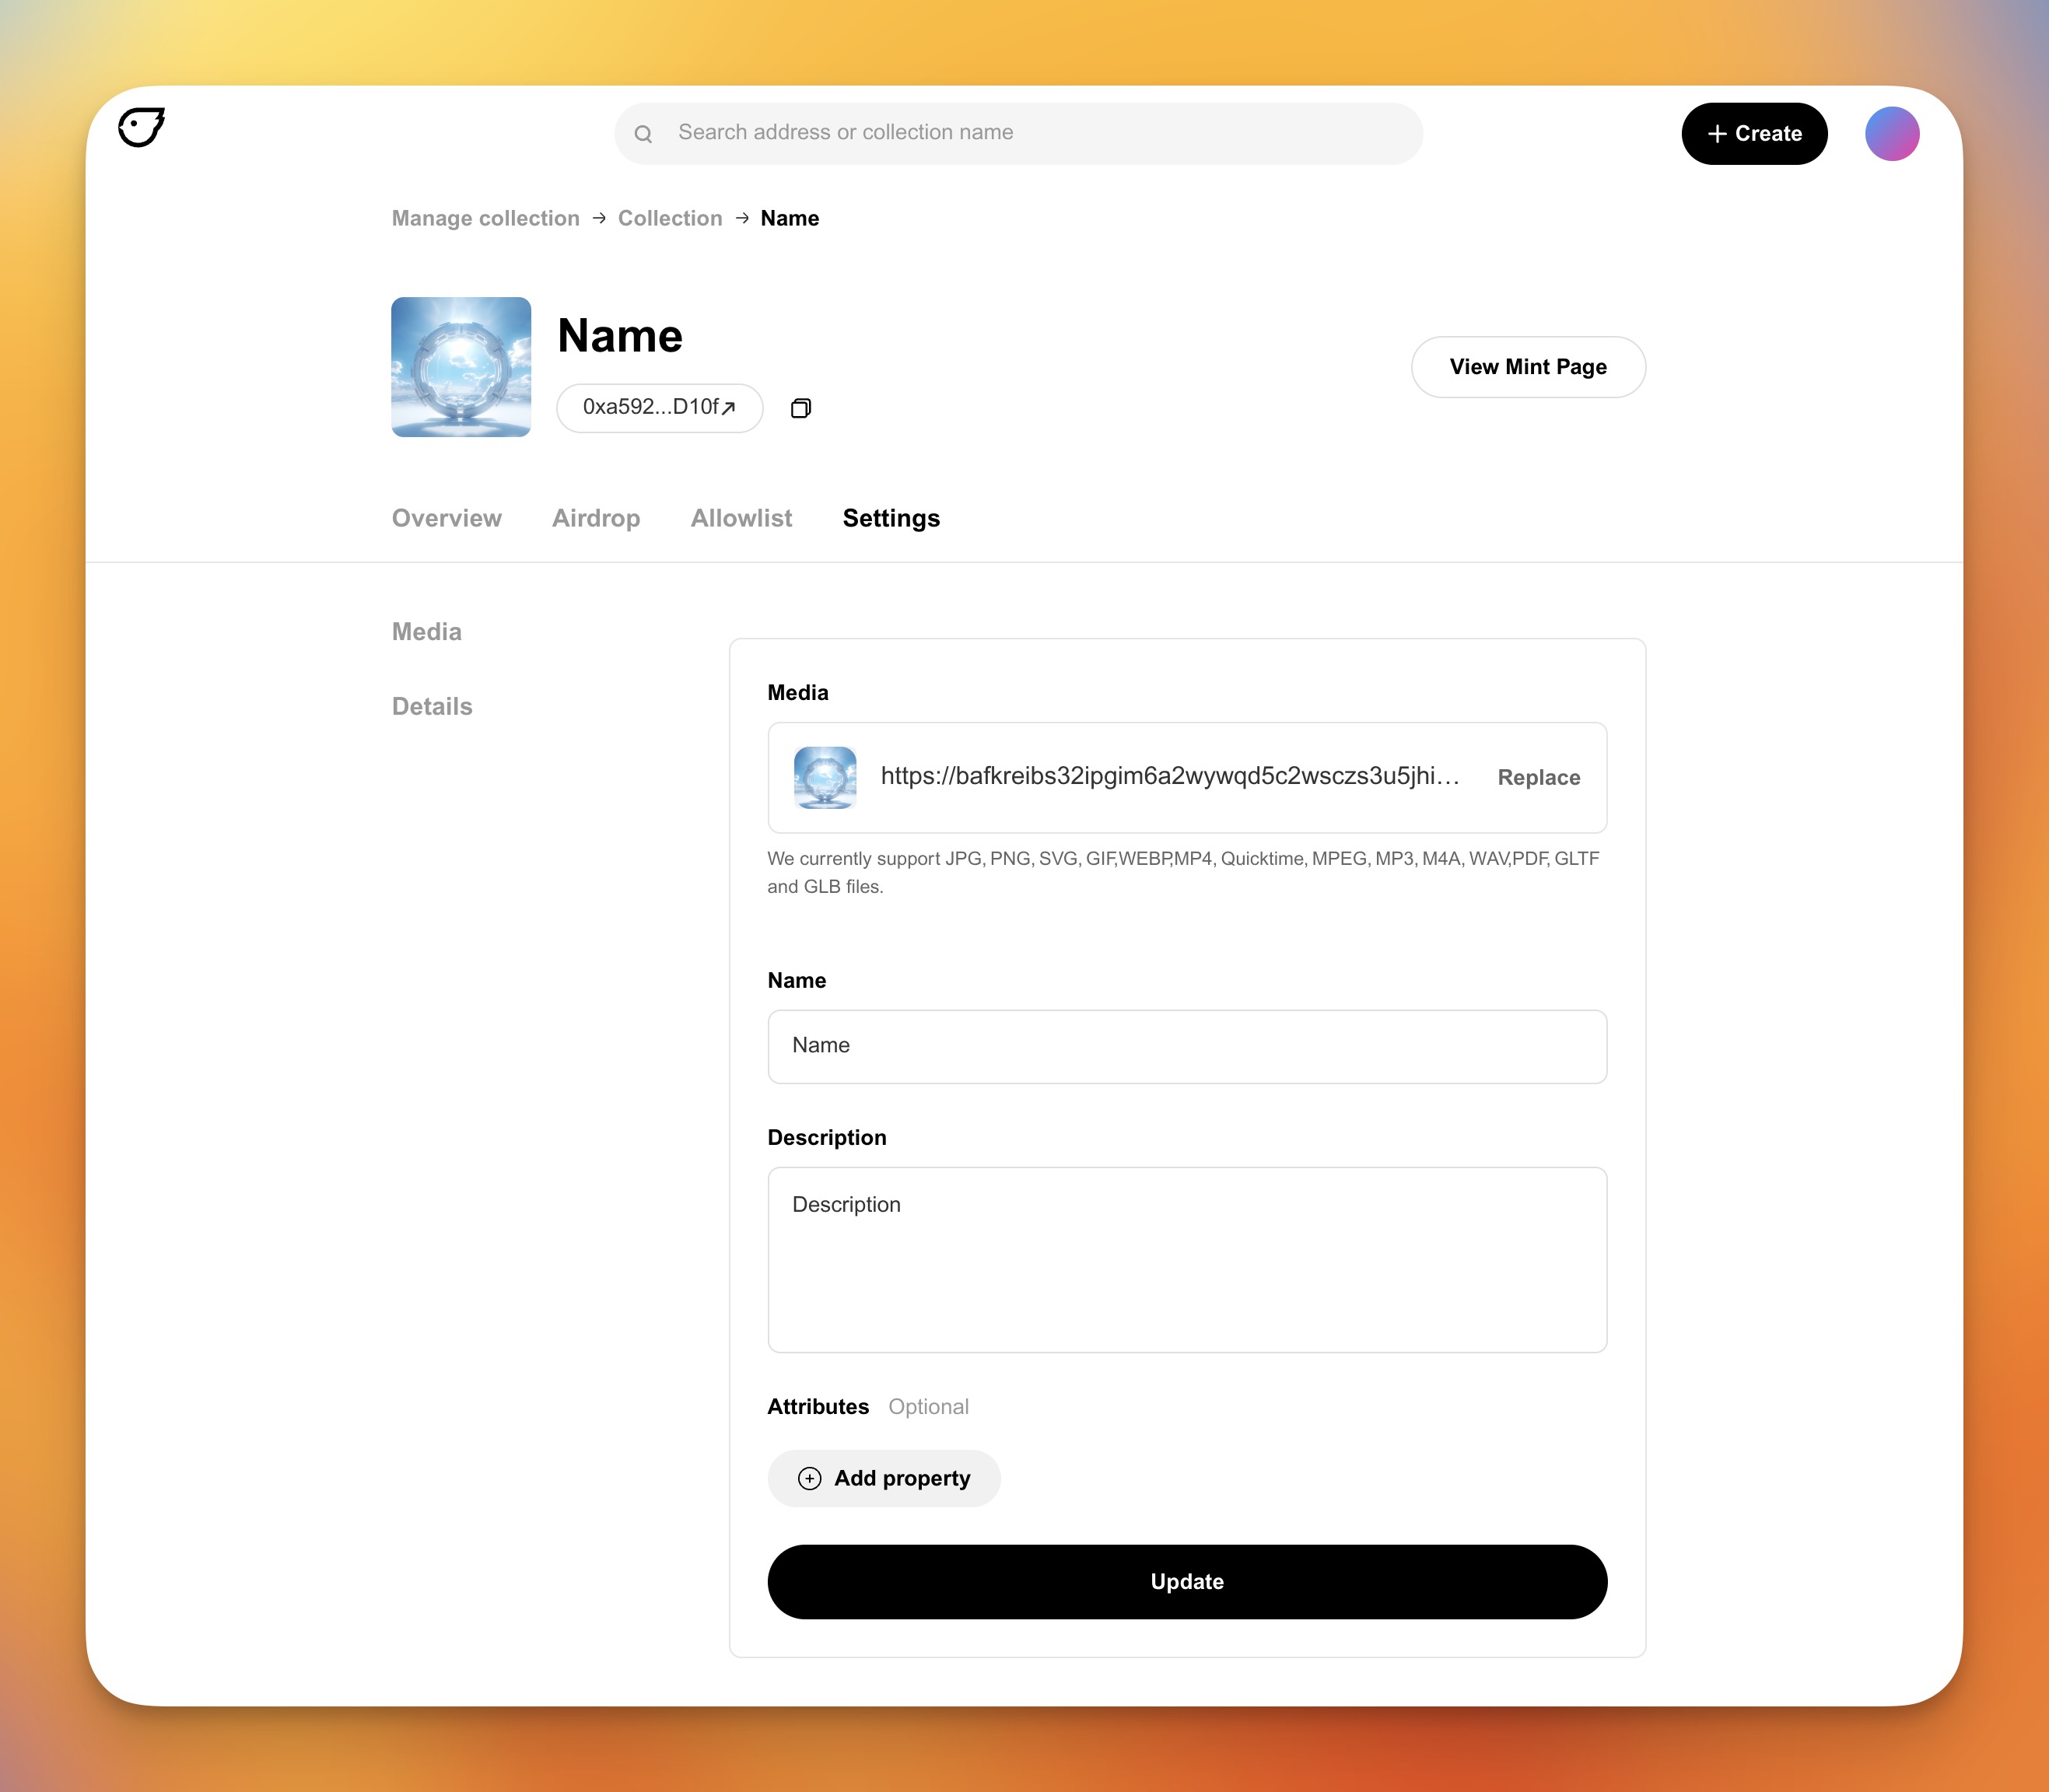 Search address or collection name
+ Create
Manage collection → Collection → Name
Name
View Mint Page
0xa592...D10f↗
Overview Airdrop Allowlist Settings
Media
Details
Media
https://bafkreibs32ipgim6a2wywqd5c2wsczs3u5jhi… Replace
We currently support JPG, PNG, SVG, GIF,WEBP,MP4, Quicktime, MPEG, MP3, M4A, WAV,PDF, GLTF
and GLB files.
Name
Name
Description
Description
Attributes Optional
Add property
Update